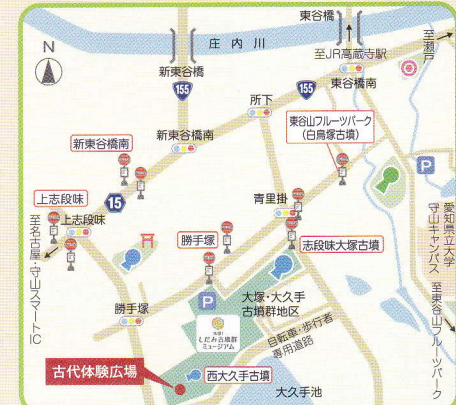 東谷橋
至瀬戸
庄内川
N
至JR高蔵寺駅
新東谷橋
東谷橋南
155
155
所下
東谷山フルーツパーク
(白鳥塚古墳)
新東谷橋南
新東谷橋南
P
15
青里掛
上志段味
上志段味
勝手塚
志段味大塚古墳
愛知県立大学
守山キャンパス
至東谷山フルーツパーク
至名古屋・守山スマートIC
大塚・大久手
古墳群地区
P
勝手塚
しだみ古墳群
ミュージアム
自転車・歩行者
専用道路
古代体験広場
西大久手古墳
大久手池